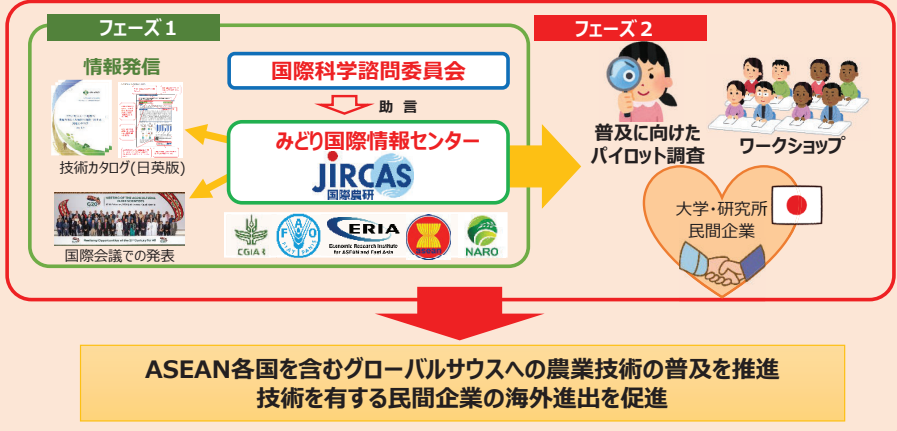 フェーズ１
フェーズ２
情報発信
国際科学諮問委員会
助 言
みどり国際情報センター
JIRCAS
国際農研
技術カタログ(日英版)
G20
国際会議での発表
CGIAR
FAO
FIAT PANIS
ERIA
Economic Research Institute
for ASEAN and East Asia
NARO
普及に向けた
パイロット調査
ワークショップ
大学・研究所
民間企業
ASEAN各国を含むグローバルサウスへの農業技術の普及を推進
技術を有する民間企業の海外進出を促進